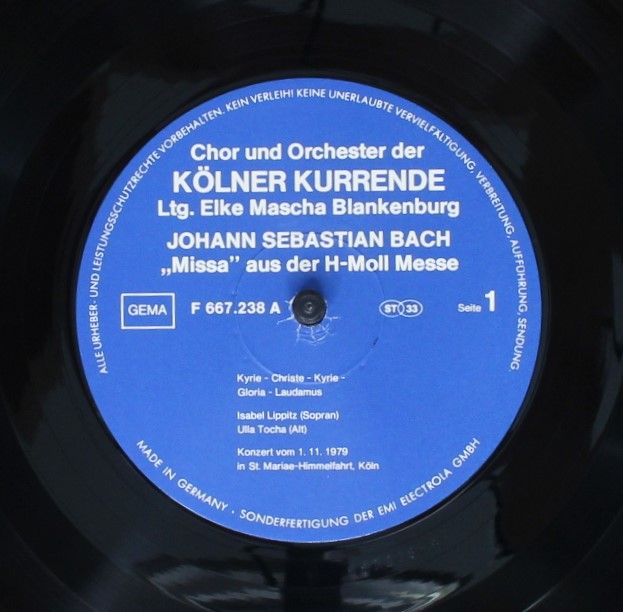 ALLE URHEBER- UND LEISTUNGSSCHUTZRECHTE VORBEHALTEN. KEIN VERLEIH! KEINE UNERLAUBTE VERVIELFÄLTIGUNG, VERBREITUNG, AUFFÜHRUNG, SENDUNG.
Chor und Orchester der
KÖLNER KURRENDE
Ltg. Elke Mascha Blankenburg
JOHANN SEBASTIAN BACH
„Missa” aus der H-Moll Messe
GEMA F 667.238 A ST 33 Seite 1
Kyrie - Christe - Kyrie -
Gloria - Laudamus
Isabel Lippitz (Sopran)
Ulla Tocha (Alt)
Konzert vom 1. 11. 1979
in St. Mariae-Himmelfahrt, Köln
MADE IN GERMANY · SONDERFERTIGUNG DER EMI ELECTROLA GMBH